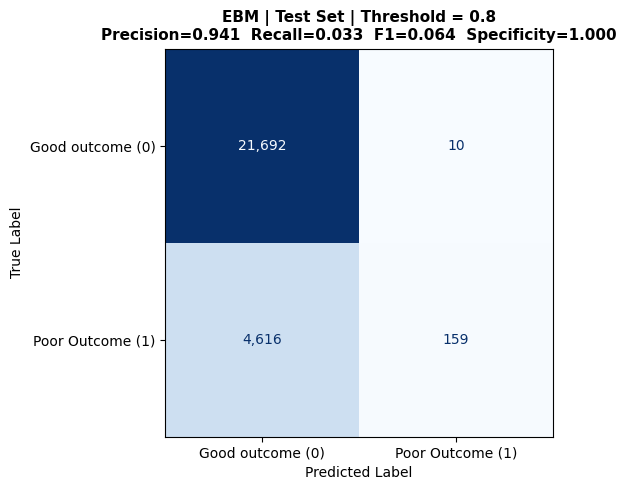 EBM | Test Set | Threshold = 0.8
Precision=0.941  Recall=0.033  F1=0.064  Specificity=1.000
Good outcome (0)
21,692
10
True Label
Poor Outcome (1)
4,616
159
Good outcome (0)
Poor Outcome (1)
Predicted Label